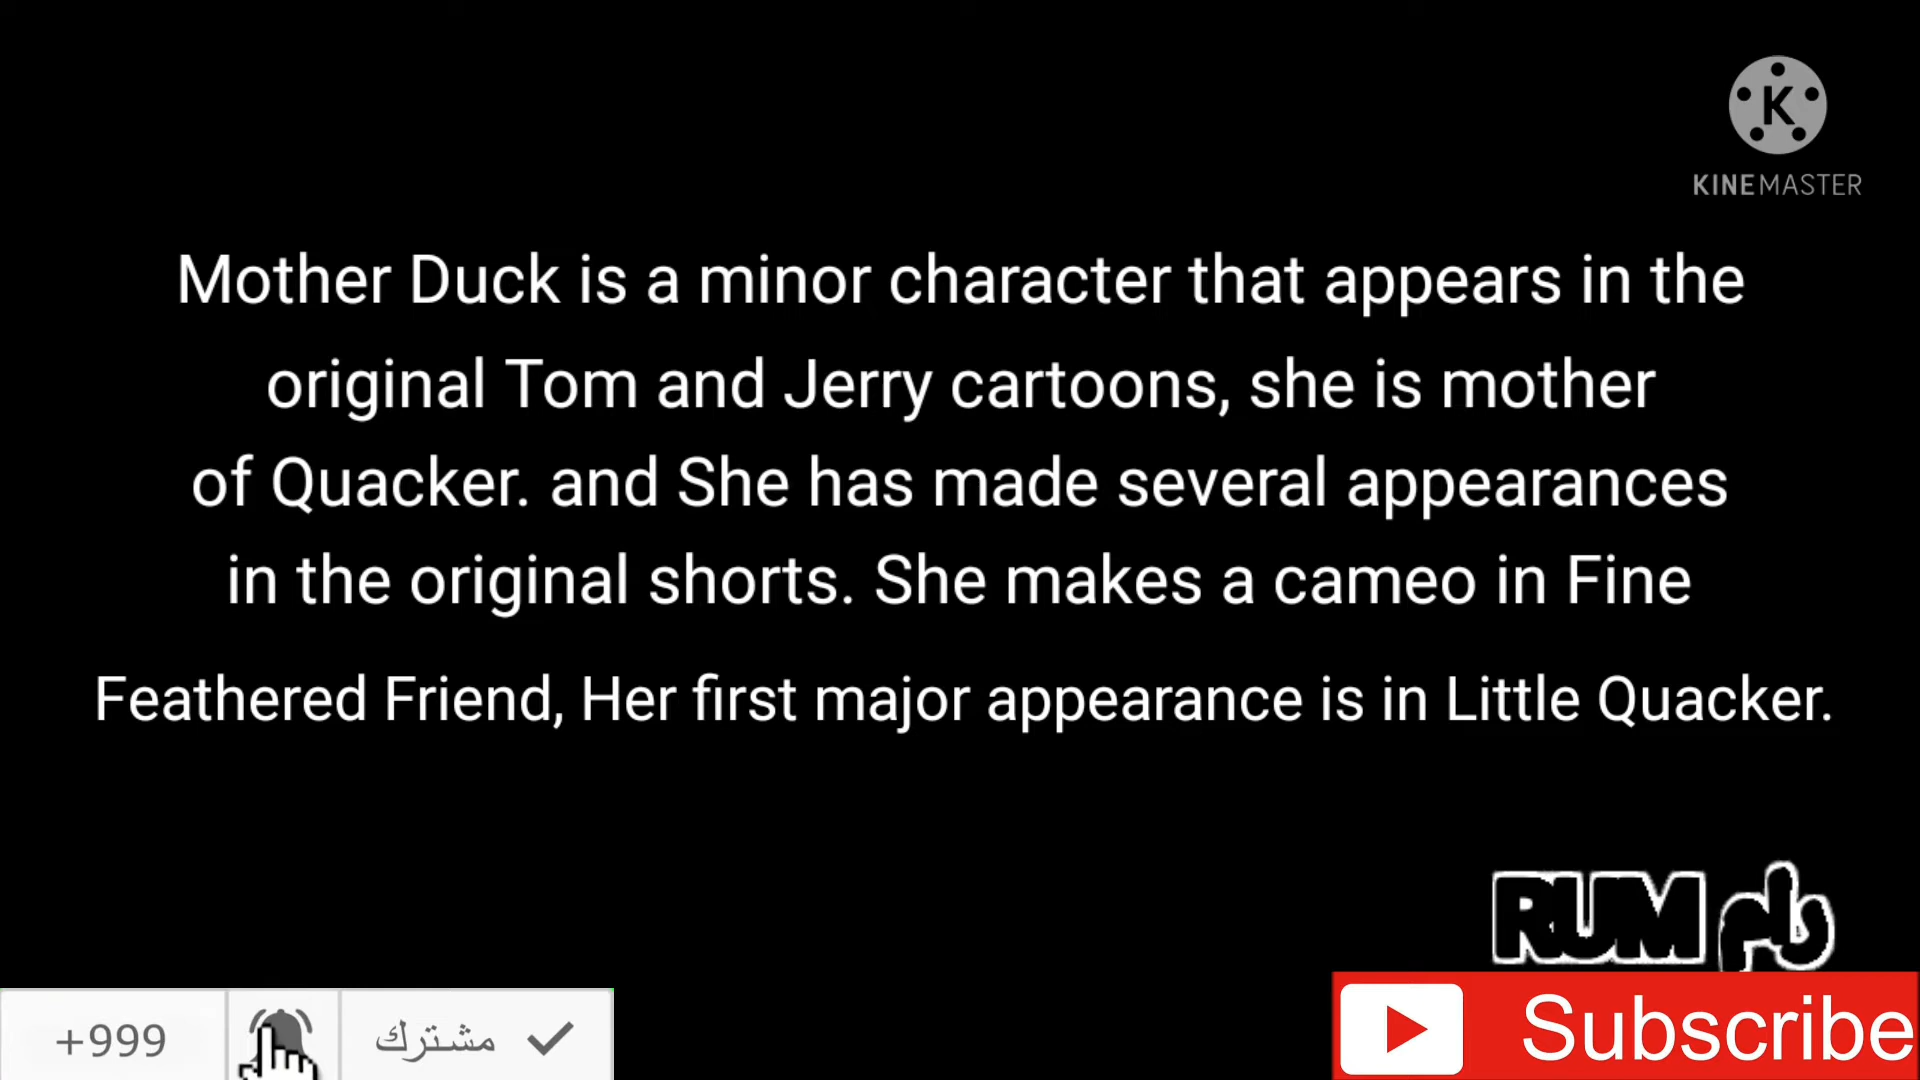 K
KINEMASTER
Mother Duck is a minor character that appears in the
original Tom and Jerry cartoons, she is mother
of Quacker. and She has made several appearances
in the original shorts. She makes a cameo in Fine
Feathered Friend, Her first major appearance is in Little Quacker.
RUM
+999
مشترك
Subscribe